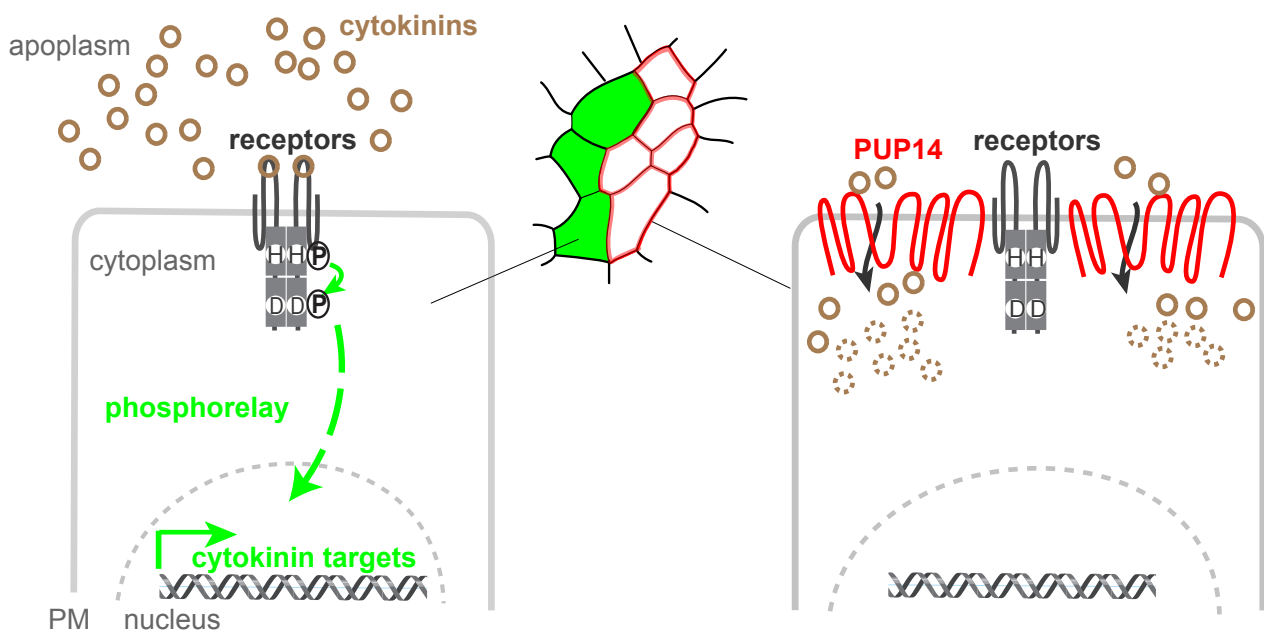 cytokinins
apoplasm
receptors
cytoplasm
H H P
D D P
phosphorelay
cytokinin targets
PM nucleus
PUP14
receptors
H H
D D